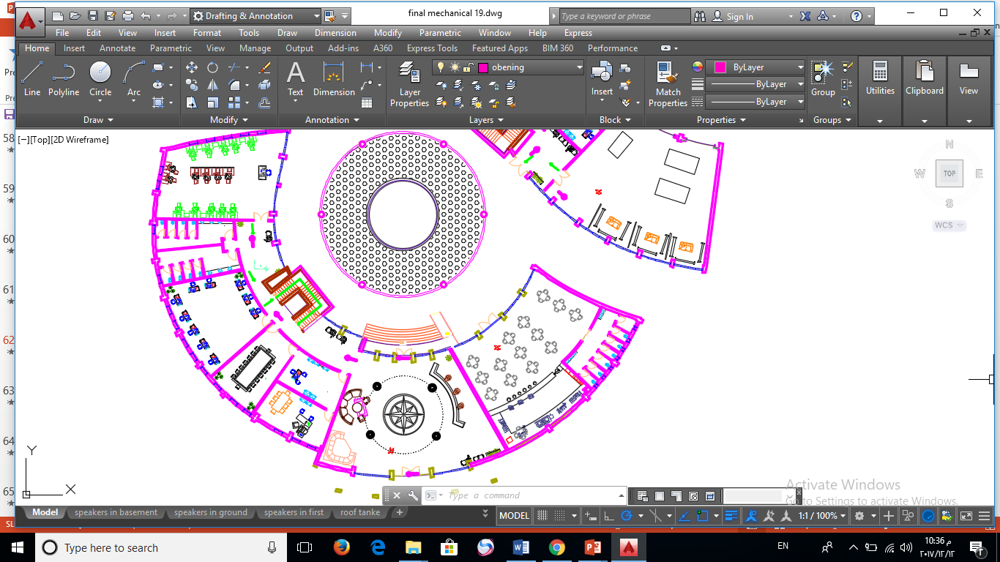 Drafting & Annotation
final mechanical 19.dwg
Type a keyword or phrase
Sign In
File Edit View Insert Format Tools Draw Dimension Modify Parametric Window Help Express
Home Insert Annotate Parametric View Manage Output Add-ins A360 Express Tools Featured Apps BIM 360 Performance
Line Polyline Circle Arc
Text Dimension
Layer Properties
obening
Insert
Match Properties
ByLayer
ByLayer
ByLayer
Group
Utilities
Clipboard
View
Draw Modify Annotation Layers Block Properties Groups
[−][Top][2D Wireframe]
N
W TOP E
S
WCS
Pre
Pre
58
59
60
61
62
63
64
65
SL
Y
X
Type a command
Activate Windows
Go to Settings to activate Windows.
Model speakers in basement speakers in ground speakers in first roof tanke +
MODEL
1:1 / 100%
Type here to search
EN
10:36 م
٢٠١٧/١٢/١٢